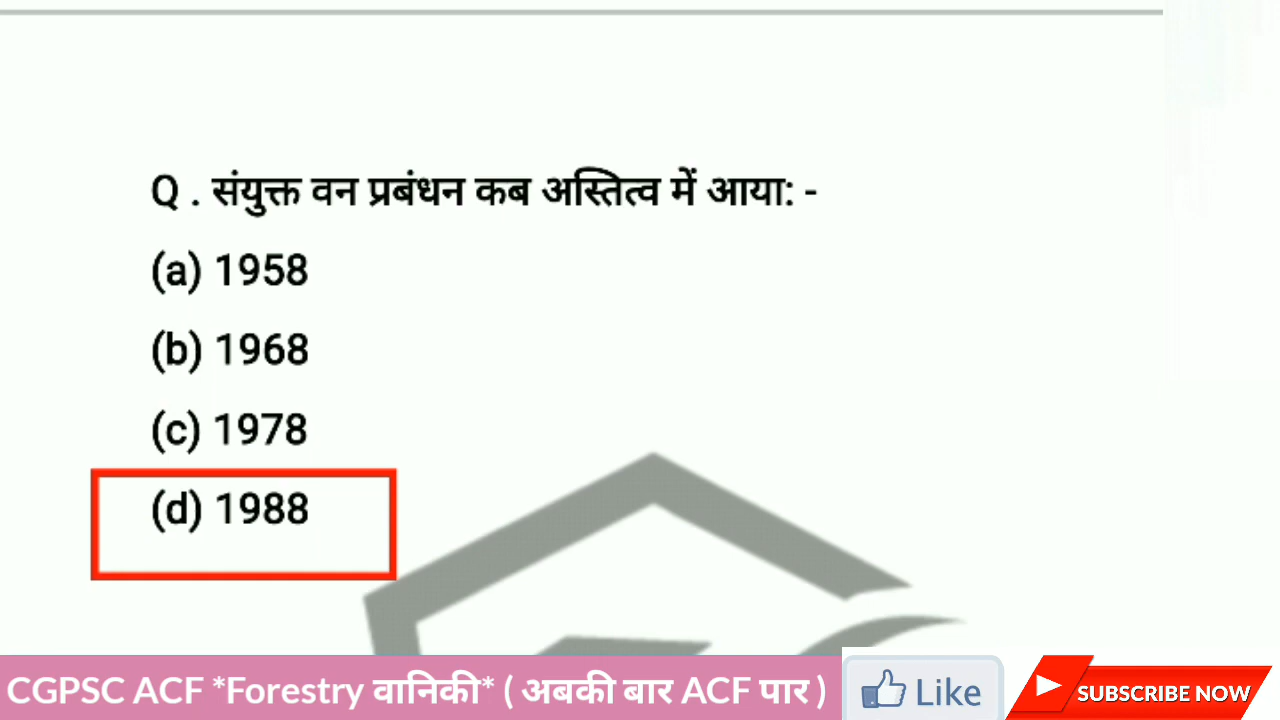 Q . संयुक्त वन प्रबंधन कब अस्तित्व में आया: -
(a) 1958
(b) 1968
(c) 1978
(d) 1988
CGPSC ACF *Forestry वानिकी* ( अबकी बार ACF पार )
Like
SUBSCRIBE NOW